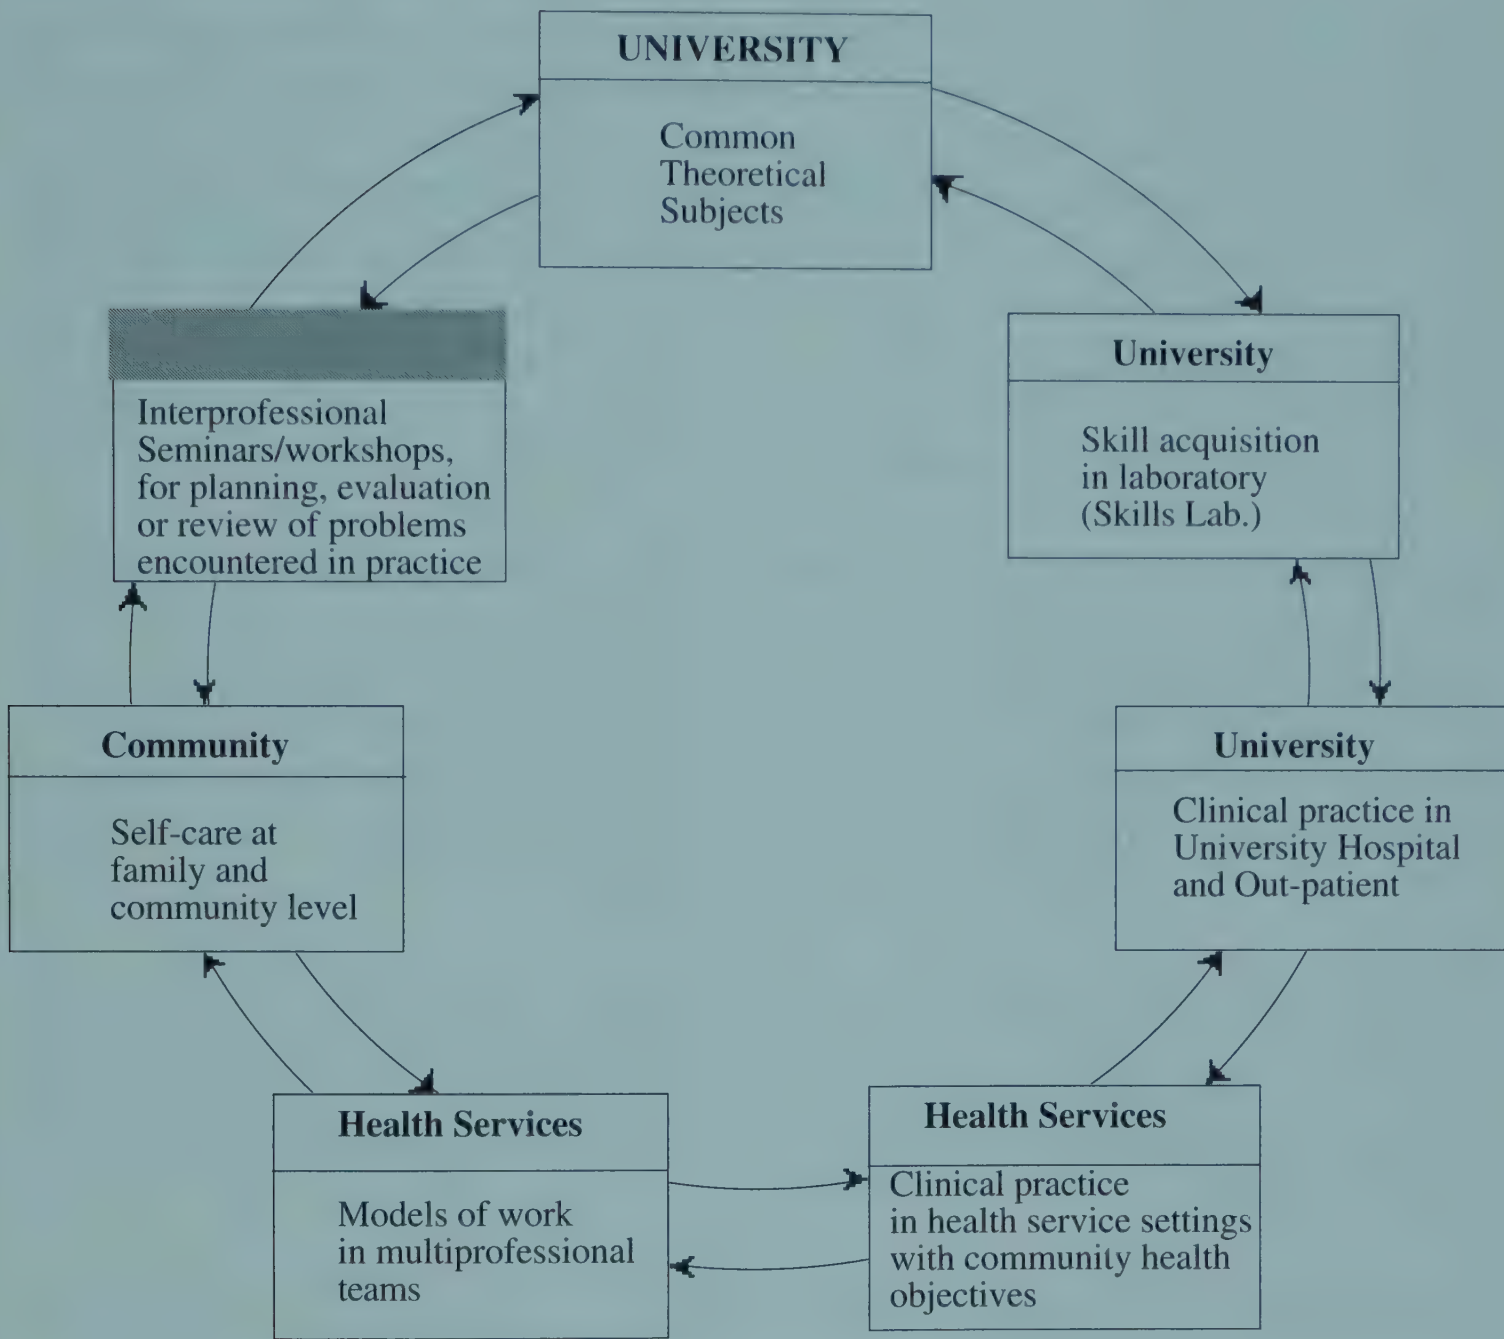 UNIVERSITY
Common
Theoretical
Subjects
University
Skill acquisition
in laboratory
(Skills Lab.)
University
Clinical practice in
University Hospital
and Out-patient
Health Services
Clinical practice
in health service settings
with community health
objectives
Health Services
Models of work
in multiprofessional
teams
Community
Self-care at
family and
community level
Interprofessional
Seminars/workshops,
for planning, evaluation
or review of problems
encountered in practice